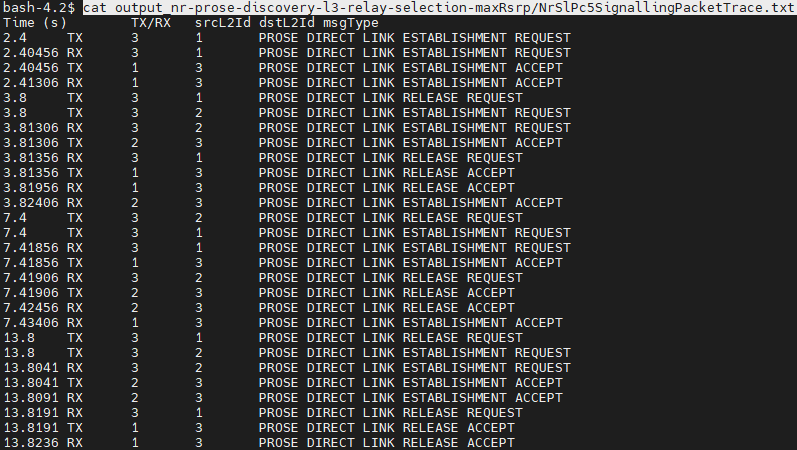 bash-4.2$ cat output_nr-prose-discovery-l3-relay-selection-maxRsrp/NrSlPc5SignallingPacketTrace.txt
Time (s)        TX/RX   srcL2Id dstL2Id msgType
2.4     TX      3       1       PROSE DIRECT LINK ESTABLISHMENT REQUEST
2.40456 RX      3       1       PROSE DIRECT LINK ESTABLISHMENT REQUEST
2.40456 TX      1       3       PROSE DIRECT LINK ESTABLISHMENT ACCEPT
2.41306 RX      1       3       PROSE DIRECT LINK ESTABLISHMENT ACCEPT
3.8     TX      3       1       PROSE DIRECT LINK RELEASE REQUEST
3.8     TX      3       2       PROSE DIRECT LINK ESTABLISHMENT REQUEST
3.81306 RX      3       2       PROSE DIRECT LINK ESTABLISHMENT REQUEST
3.81306 TX      2       3       PROSE DIRECT LINK ESTABLISHMENT ACCEPT
3.81356 RX      3       1       PROSE DIRECT LINK RELEASE REQUEST
3.81356 TX      1       3       PROSE DIRECT LINK RELEASE ACCEPT
3.81956 RX      1       3       PROSE DIRECT LINK RELEASE ACCEPT
3.82406 RX      2       3       PROSE DIRECT LINK ESTABLISHMENT ACCEPT
7.4     TX      3       2       PROSE DIRECT LINK RELEASE REQUEST
7.4     TX      3       1       PROSE DIRECT LINK ESTABLISHMENT REQUEST
7.41856 RX      3       1       PROSE DIRECT LINK ESTABLISHMENT REQUEST
7.41856 TX      1       3       PROSE DIRECT LINK ESTABLISHMENT ACCEPT
7.41906 RX      3       2       PROSE DIRECT LINK RELEASE REQUEST
7.41906 TX      2       3       PROSE DIRECT LINK RELEASE ACCEPT
7.42456 RX      2       3       PROSE DIRECT LINK RELEASE ACCEPT
7.43406 RX      1       3       PROSE DIRECT LINK ESTABLISHMENT ACCEPT
13.8    TX      3       1       PROSE DIRECT LINK RELEASE REQUEST
13.8    TX      3       2       PROSE DIRECT LINK ESTABLISHMENT REQUEST
13.8041 RX      3       2       PROSE DIRECT LINK ESTABLISHMENT REQUEST
13.8041 TX      2       3       PROSE DIRECT LINK ESTABLISHMENT ACCEPT
13.8091 RX      2       3       PROSE DIRECT LINK ESTABLISHMENT ACCEPT
13.8191 RX      3       1       PROSE DIRECT LINK RELEASE REQUEST
13.8191 TX      1       3       PROSE DIRECT LINK RELEASE ACCEPT
13.8236 RX      1       3       PROSE DIRECT LINK RELEASE ACCEPT